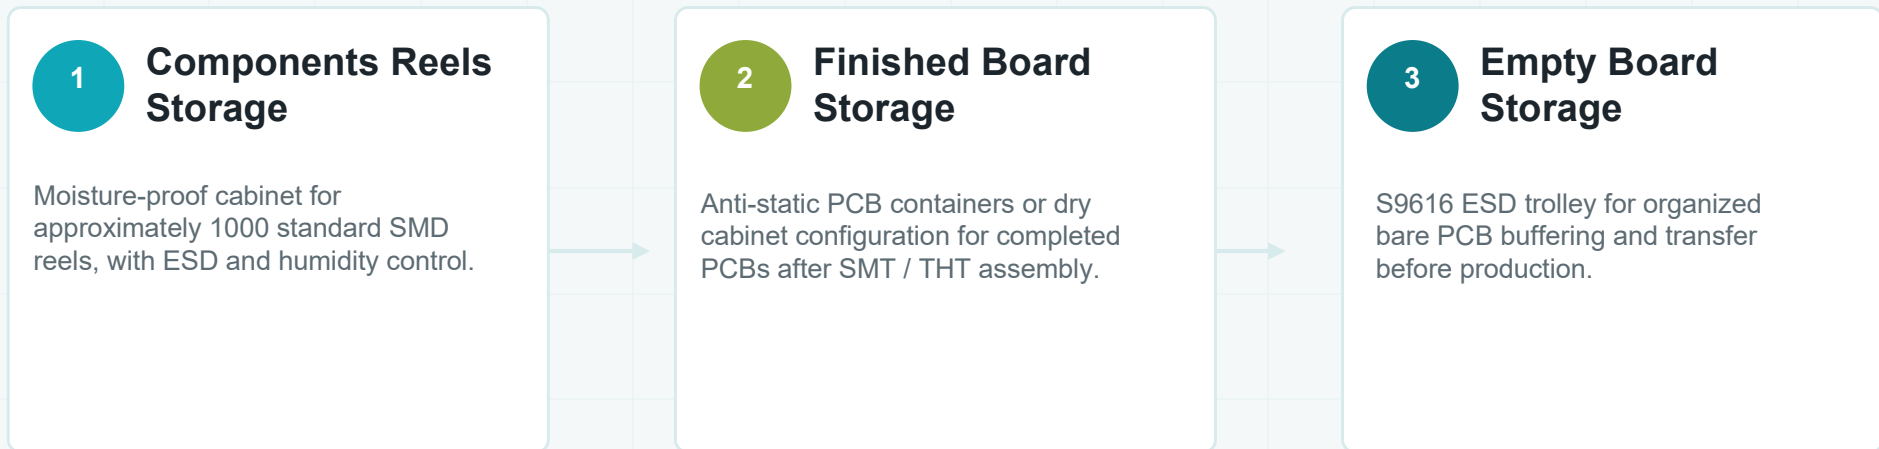 1
Components Reels
Storage
Moisture-proof cabinet for
approximately 1000 standard SMD
reels, with ESD and humidity control.
2
Finished Board
Storage
Anti-static PCB containers or dry
cabinet configuration for completed
PCBs after SMT / THT assembly.
3
Empty Board
Storage
S9616 ESD trolley for organized
bare PCB buffering and transfer
before production.